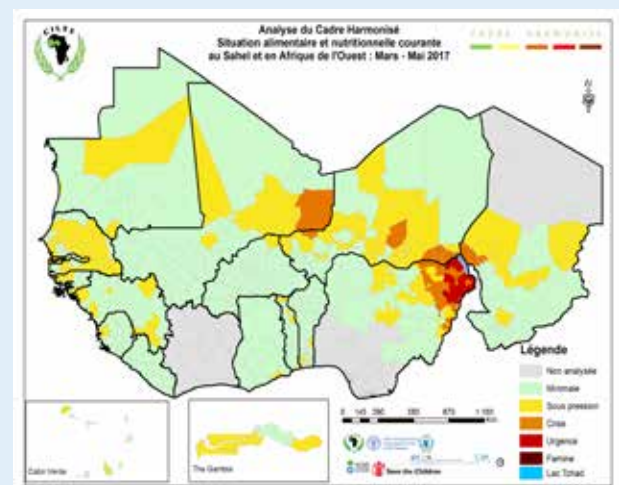 CILSS
Analyse du Cadre Harmonisé
Situation alimentaire et nutritionnelle courante
au Sahel et en Afrique de l'Ouest : Mars - Mai 2017
CADRE HARMONISE
N
Légende
Non analysée
Minimale
Sous pression
Crise
Urgence
Famine
Lac Tchad
Cabo Verde
The Gambia
Save the Children